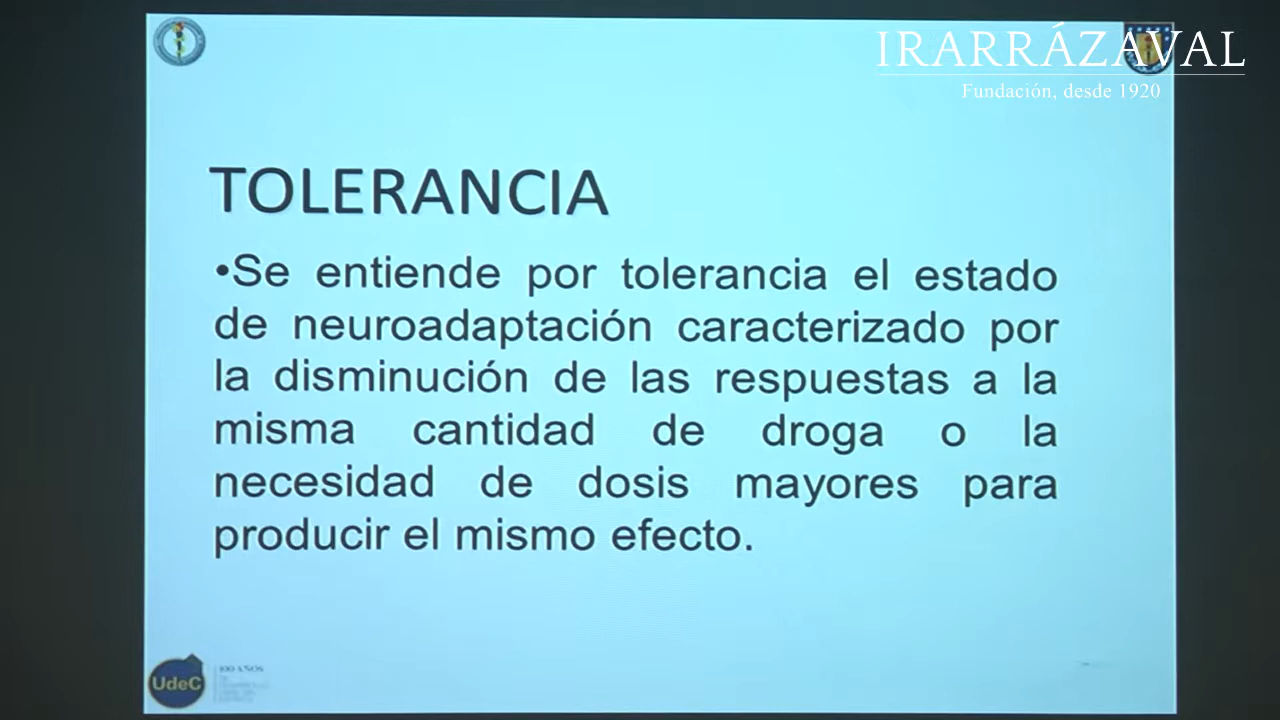 IRARRÁZAVAL
Fundación, desde 1920
TOLERANCIA
•Se entiende por tolerancia el estado
de neuroadaptación caracterizado por
la disminución de las respuestas a la
misma cantidad de droga o la
necesidad de dosis mayores para
producir el mismo efecto.
UdeC
100 AÑOS